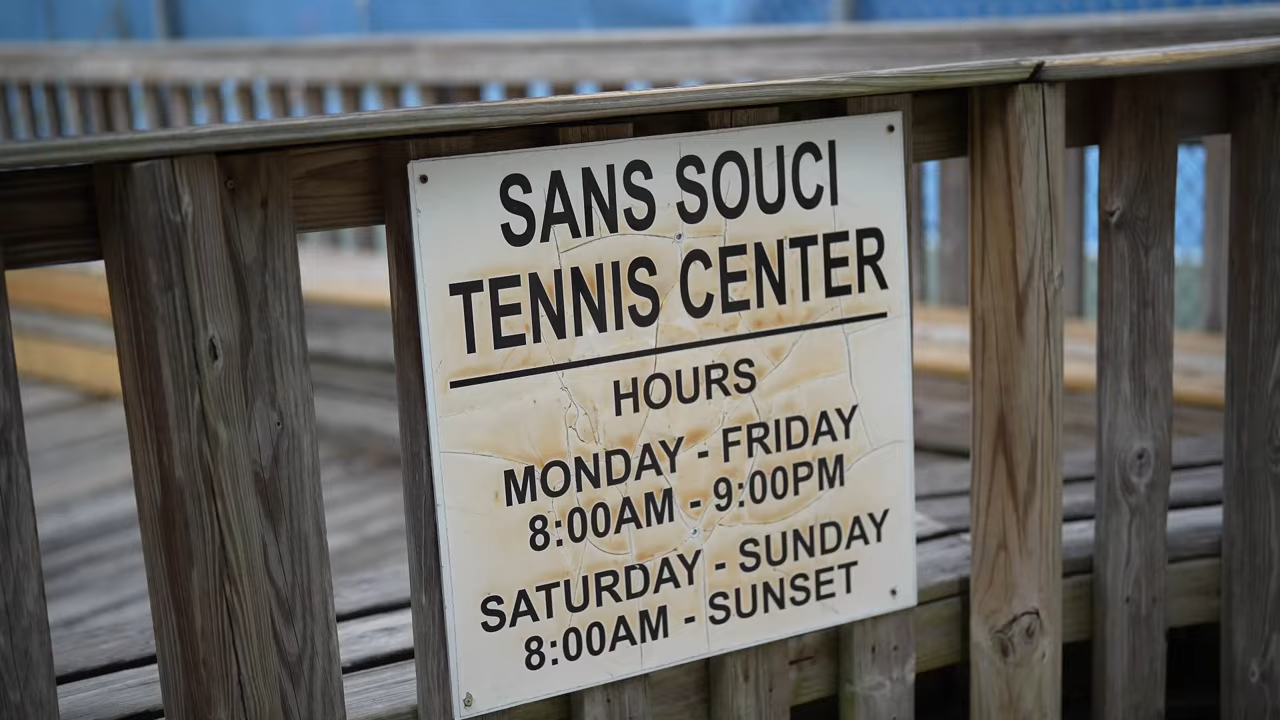 SANS SOUCI
TENNIS CENTER
HOURS
MONDAY - FRIDAY
8:00AM - 9:00PM
SATURDAY - SUNDAY
8:00AM - SUNSET